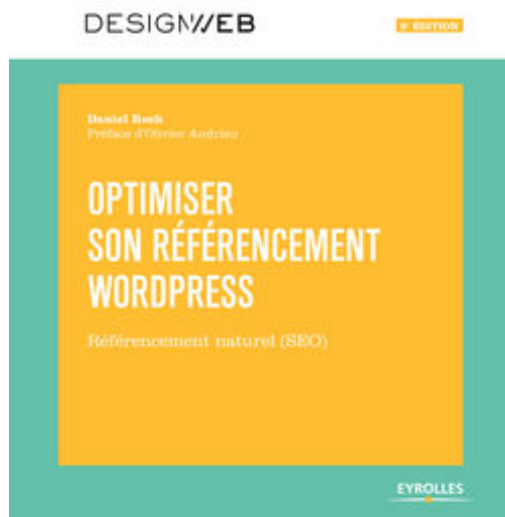 DESIGNWEB
ÉDITION
Daniel Roch
Préface d'Olivier Andrieu
OPTIMISER
SON RÉFÉRENCEMENT
WORDPRESS
Référencement naturel (SEO)
EYROLLES